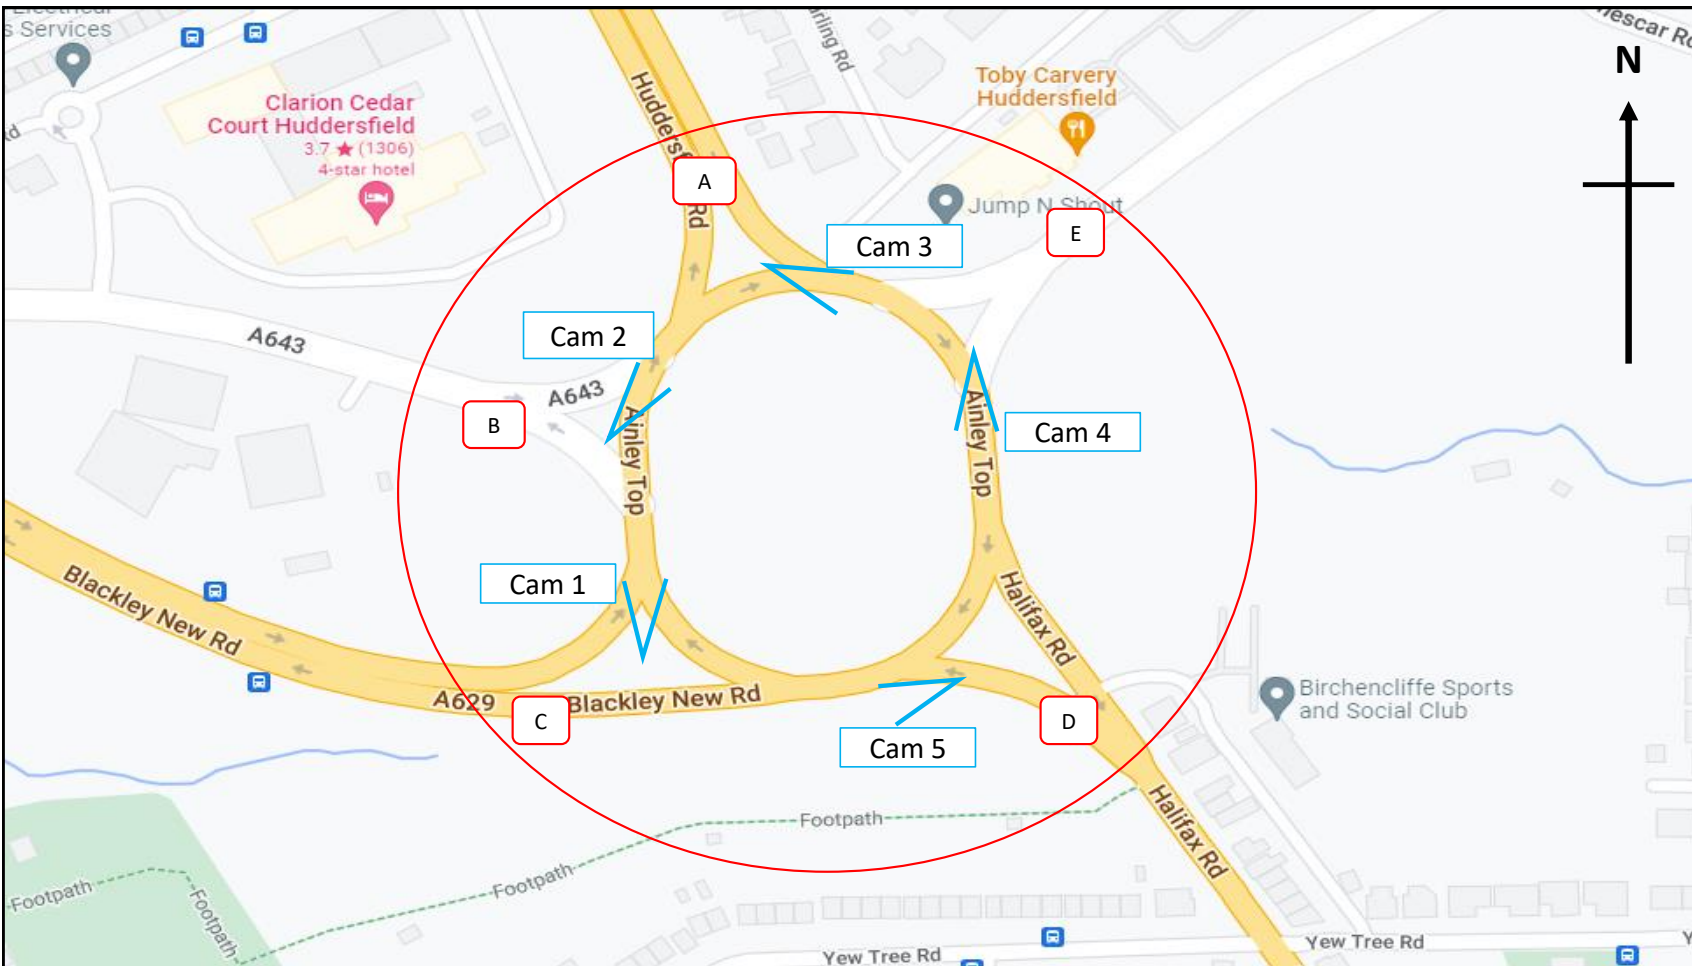 s Services
Clarion Cedar
Court Huddersfield
3.7 ★ (1306)
4-star hotel
Rd
A
Toby Carvery
Huddersfield
Jump N Shout
N
E
Cam 3
Cam 2
A643
A643
B
Ainley Top
Cam 4
Ainley Top
Cam 1
Blackley New Rd
Halifax Rd
A629
Blackley New Rd
C
D
Cam 5
Birchencliffe Sports
and Social Club
Halifax Rd
Footpath
Footpath
Footpath
Footpath
Yew Tree Rd
Yew Tree Rd